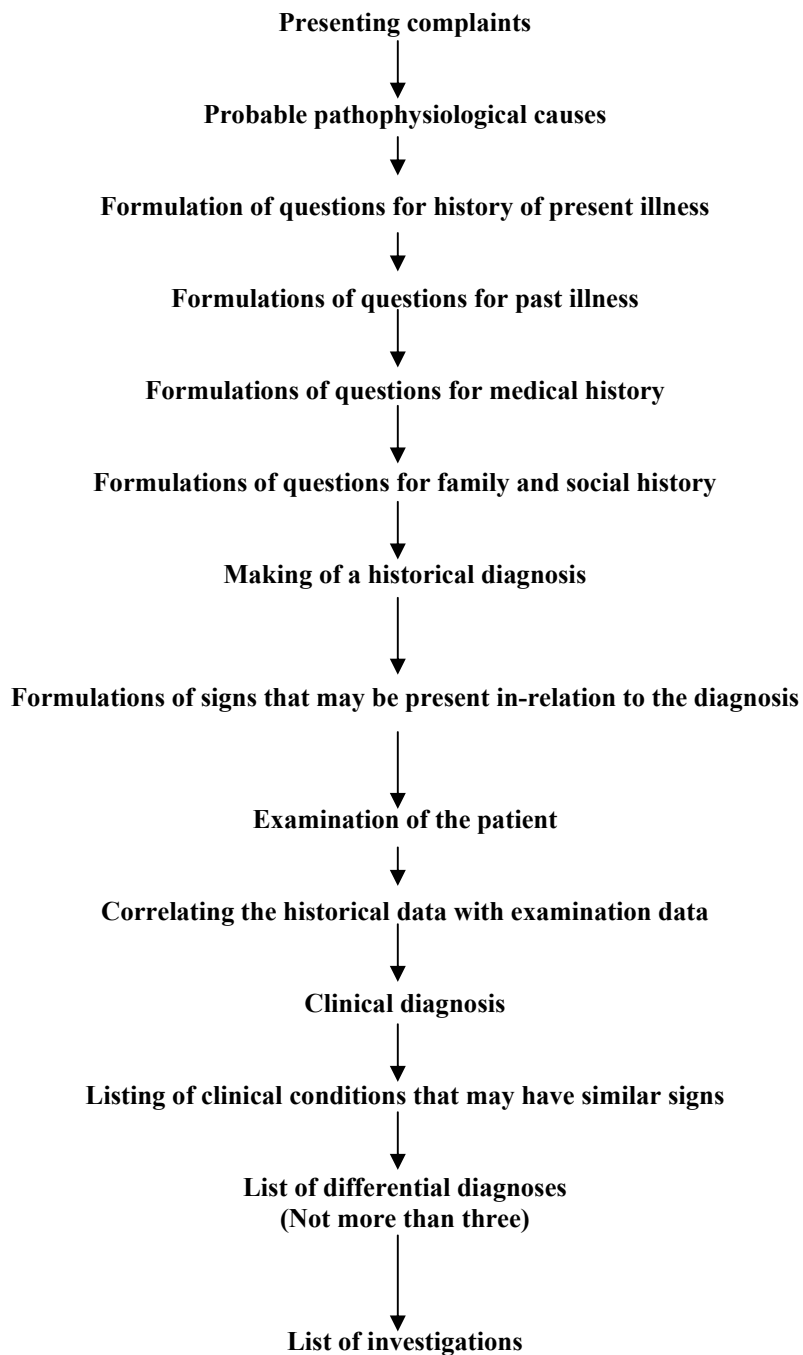 Presenting complaints
Probable pathophysiological causes
Formulation of questions for history of present illness
Formulations of questions for past illness
Formulations of questions for medical history
Formulations of questions for family and social history
Making of a historical diagnosis
Formulations of signs that may be present in-relation to the diagnosis
Examination of the patient
Correlating the historical data with examination data
Clinical diagnosis
Listing of clinical conditions that may have similar signs
List of differential diagnoses
(Not more than three)
List of investigations